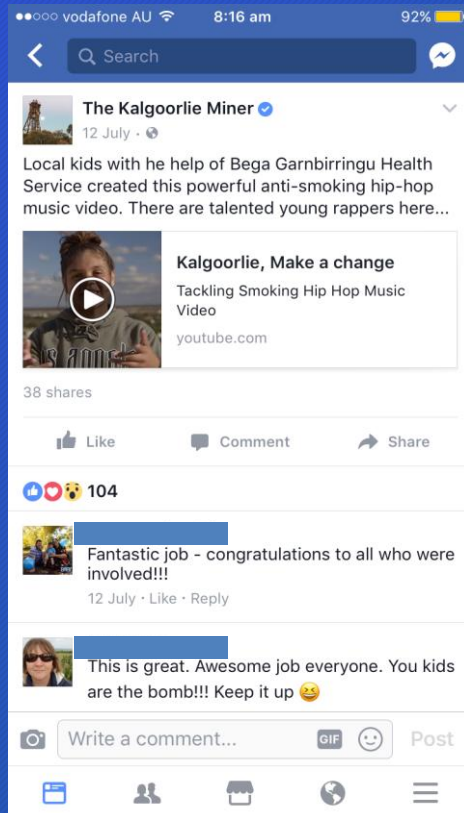 vodafone AU 8:16 am 92%
Search
The Kalgoorlie Miner
12 July
Local kids with he help of Bega Garnbirringu Health
Service created this powerful anti-smoking hip-hop
music video. There are talented young rappers here...
Kalgoorlie, Make a change
Tackling Smoking Hip Hop Music
Video
youtube.com
38 shares
Like Comment Share
104
Fantastic job - congratulations to all who were
involved!!!
12 July · Like · Reply
This is great. Awesome job everyone. You kids
are the bomb!!! Keep it up 😆
Write a comment... GIF Post